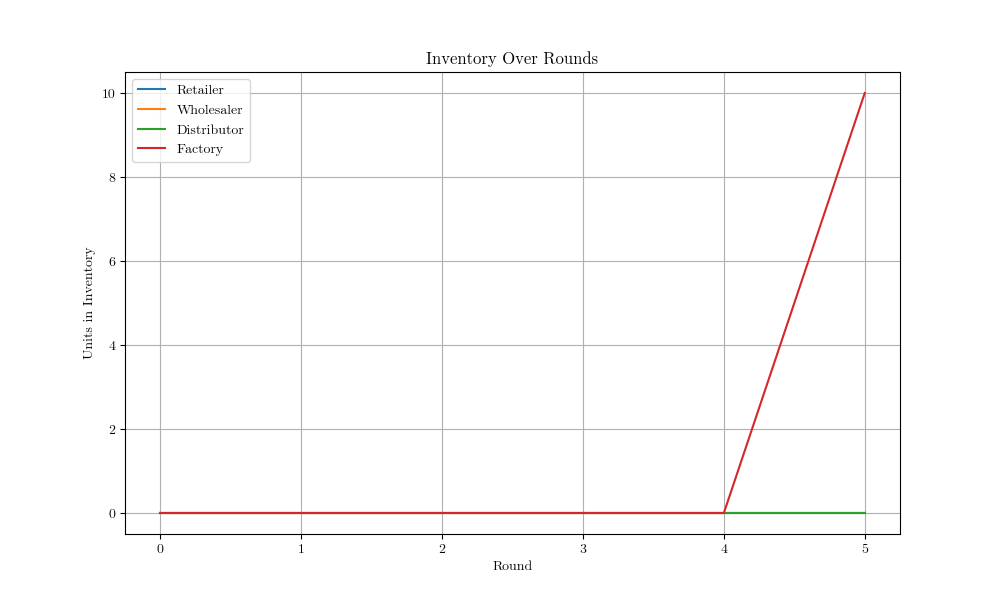 Inventory Over Rounds
Retailer
Wholesaler
Distributor
Factory
10
8
6
4
2
0
Units in Inventory
0 1 2 3 4 5
Round